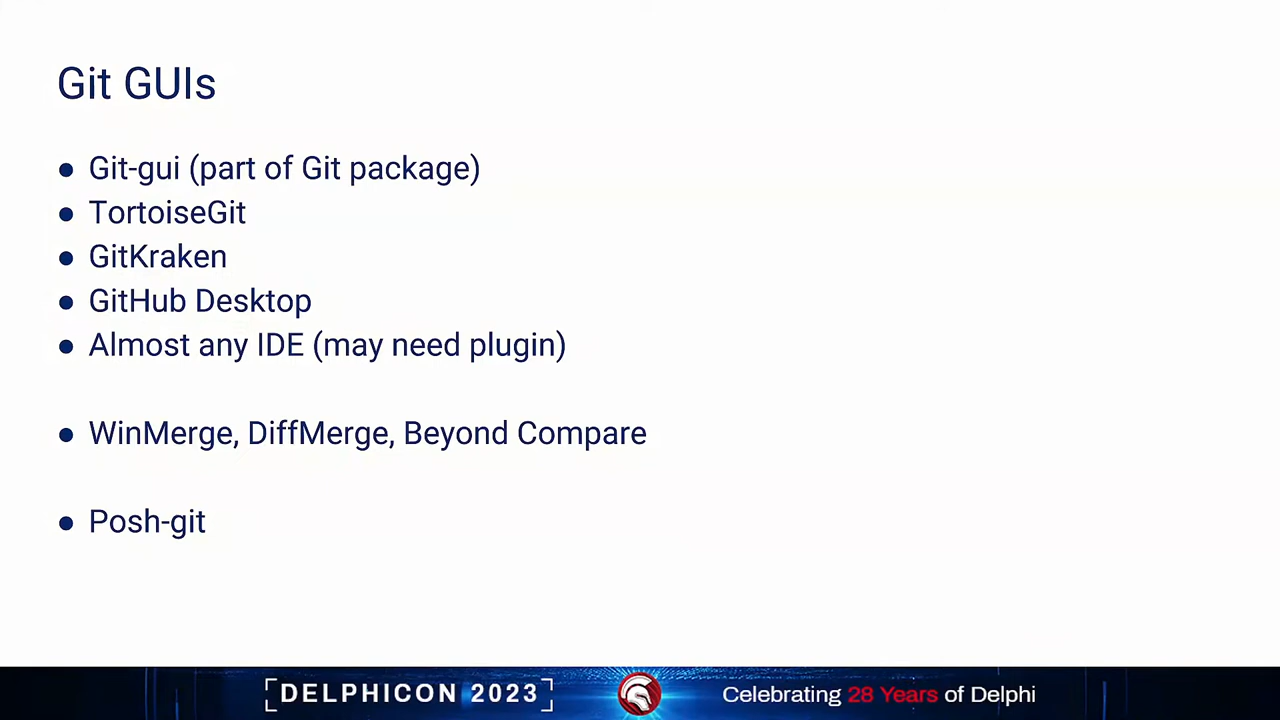 Git GUIs
● Git-gui (part of Git package)
● TortoiseGit
● GitKraken
● GitHub Desktop
● Almost any IDE (may need plugin)
● WinMerge, DiffMerge, Beyond Compare
● Posh-git
[DELPHICON 2023]
Celebrating 28 Years of Delphi